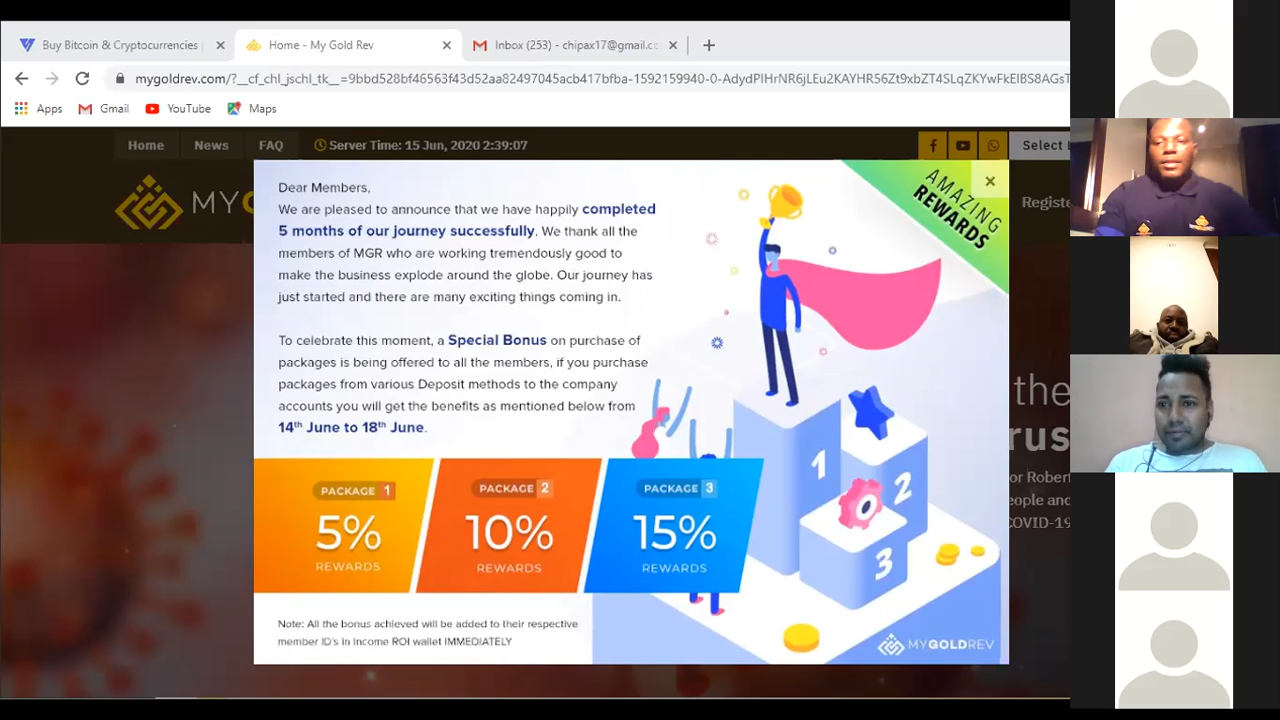 Buy Bitcoin & Cryptocurrencies
Home - My Gold Rev
Inbox (253) - chipax17@gmail.cc
mygoldrev.com/?__cf_chl_jschl_tk__=9bbd528bf46563f43d52aa82497045acb417bfba-1592159940-0-AdydPIHrNR6jLEu2KAYHR56Zt9xbZT4SLqZKYwFkElBS8AGsT
Apps Gmail YouTube Maps
Home News FAQ Server Time: 15 Jun, 2020 2:39:07 Select
MY
Registe
Dear Members,
We are pleased to announce that we have happily completed
5 months of our journey successfully. We thank all the
members of MGR who are working tremendously good to
make the business explode around the globe. Our journey has
just started and there are many exciting things coming in.
To celebrate this moment, a Special Bonus on purchase of
packages is being offered to all the members, if you purchase
packages from various Deposit methods to the company
accounts you will get the benefits as mentioned below from
14th June to 18th June.
AMAZING
REWARDS
1
2
3
PACKAGE 1
5%
REWARDS
PACKAGE 2
10%
REWARDS
PACKAGE 3
15%
REWARDS
Note: All the bonus achieved will be added to their respective
member ID's in Income ROI wallet IMMEDIATELY
MYGOLDREV
the
rus
or Rober
eople and
COVID-19